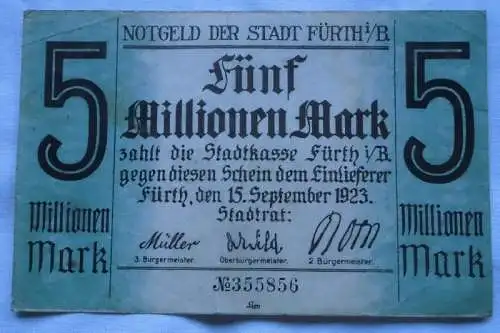 NOTGELD DER STADT FÜRTH i/B.
5 Millionen Mark
Fünf
Millionen Mark
zahlt die Stadtkasse Fürth i/B.
gegen diesen Schein dem Einlieferer
Fürth, den 15. September 1923.
Stadtrat:
Müller
3. Bürgermeister.
Oberbürgermeister.
2. Bürgermeister.
№355856
5 Millionen Mark